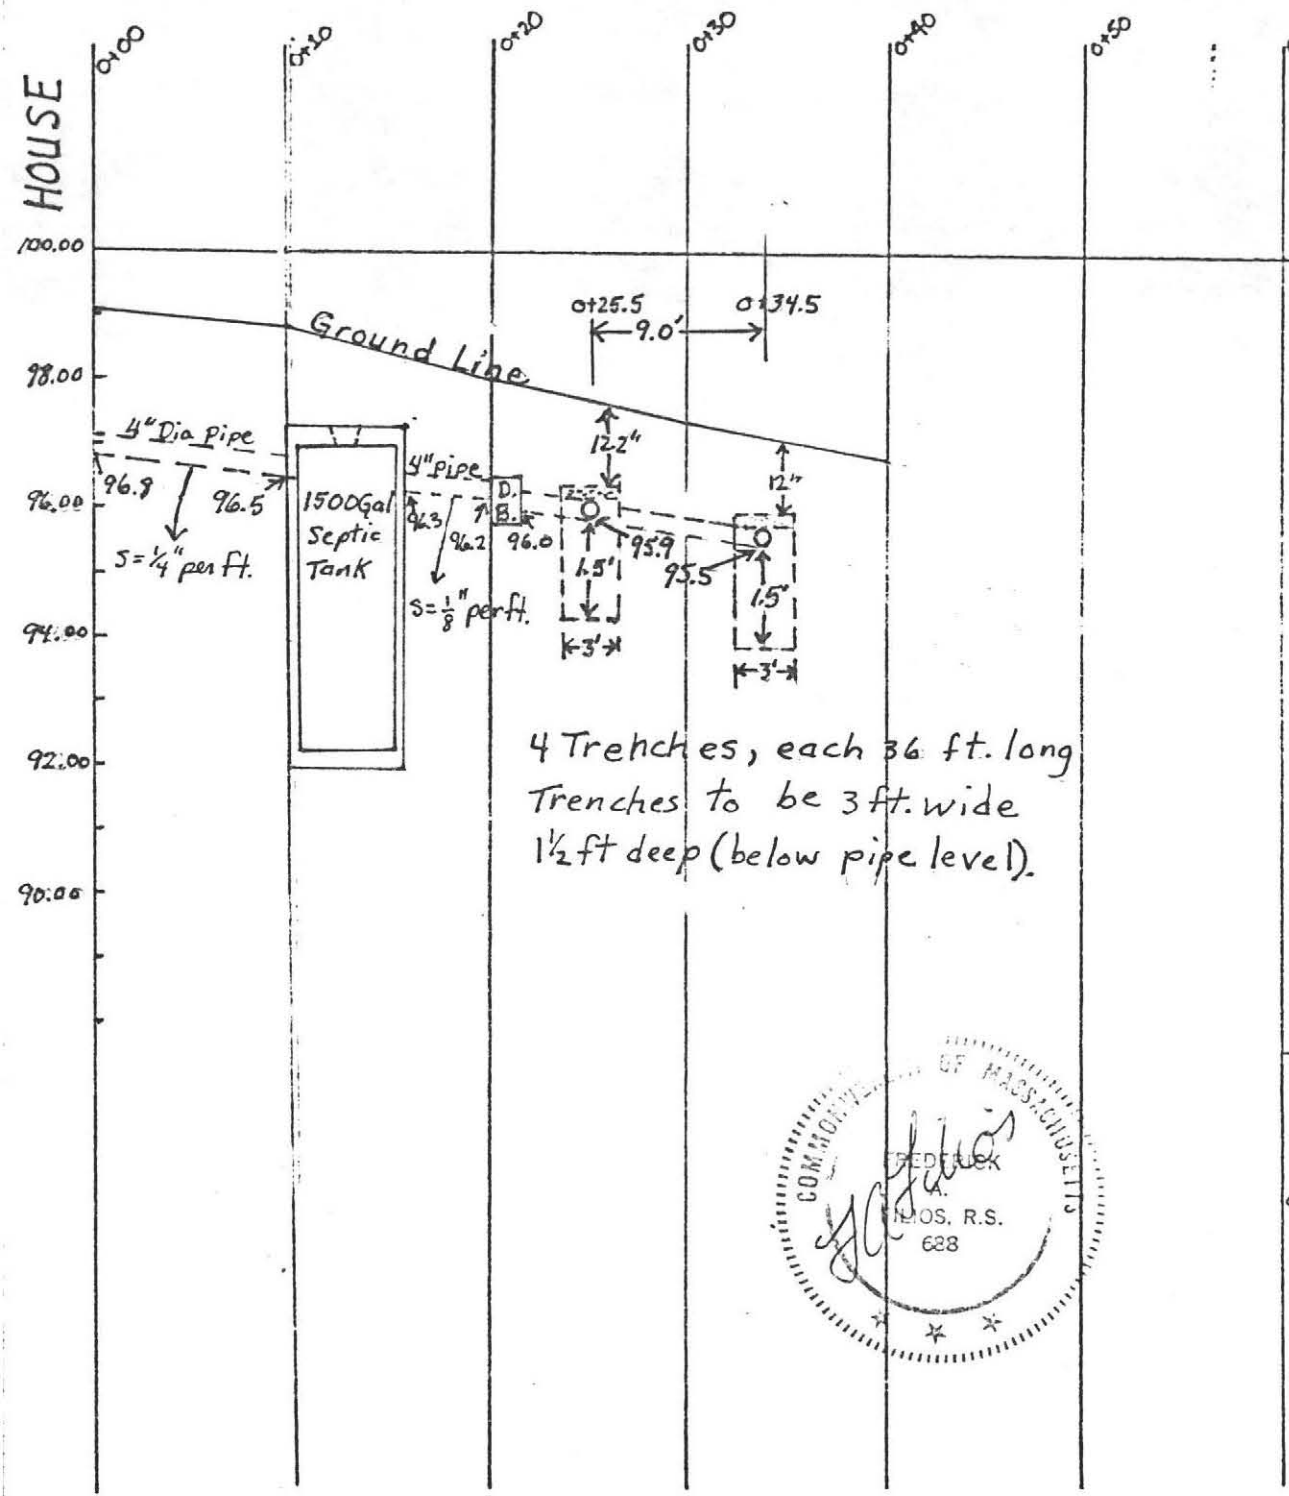 0+00
0+10
0+20
0+30
0+40
0+50
HOUSE
100.00
0+25.5
0+34.5
9.0'
Ground Line
98.00
12.2"
4" Dia pipe
4" pipe
12"
96.8
96.5
96.00
1500 Gal
Septic
Tank
96.3
96.2
D.
B.
96.0
95.9
95.5
S = 1/4" per ft.
S = 1/8" per ft.
1.5'
1.5'
94.00
3'
3'
92.00
4 Trenches, each 36 ft. long
Trenches to be 3 ft. wide
1½ ft deep (below pipe level).
90.00
OF MASSACHUSETTS
FREDERICK
A.
R.S.
688